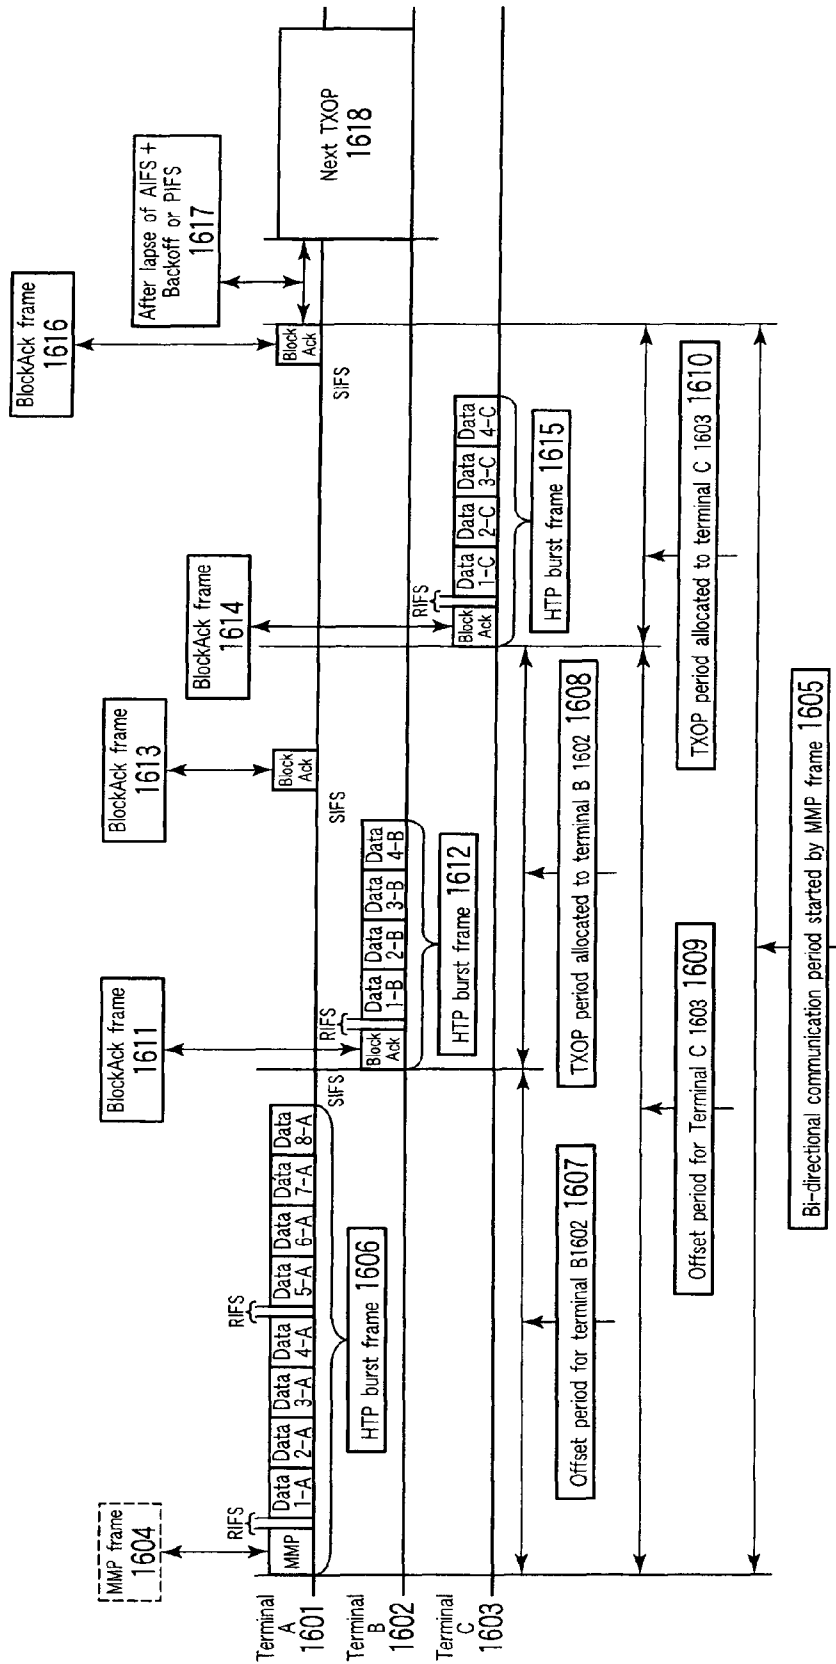 BlockAck frame
1616
After lapse of AIFS +
Backoff or PIFS
1617
BlockAck frame
1614
BlockAck frame
1613
BlockAck frame
1611
MMP frame
1604
Terminal
A
1601
MMP
RIFS
Data
1-A
Data
2-A
Data
3-A
Data
4-A
RIFS
Data
5-A
Data
6-A
Data
7-A
Data
8-A
SIFS
Block
Ack
SIFS
Block
Ack
SIFS
Next TXOP
1618
HTP burst frame 1606
Terminal
B
1602
Block
Ack
RIFS
Data
1-B
Data
2-B
Data
3-B
Data
4-B
HTP burst frame 1612
Terminal
C
1603
Block
Ack
RIFS
Data
1-C
Data
2-C
Data
3-C
Data
4-C
HTP burst frame 1615
Offset period for terminal B1602 1607
TXOP period allocated to terminal B 1602 1608
Offset period for Terminal C 1603 1609
TXOP period allocated to terminal C 1603 1610
Bi-directional communication period started by MMP frame 1605